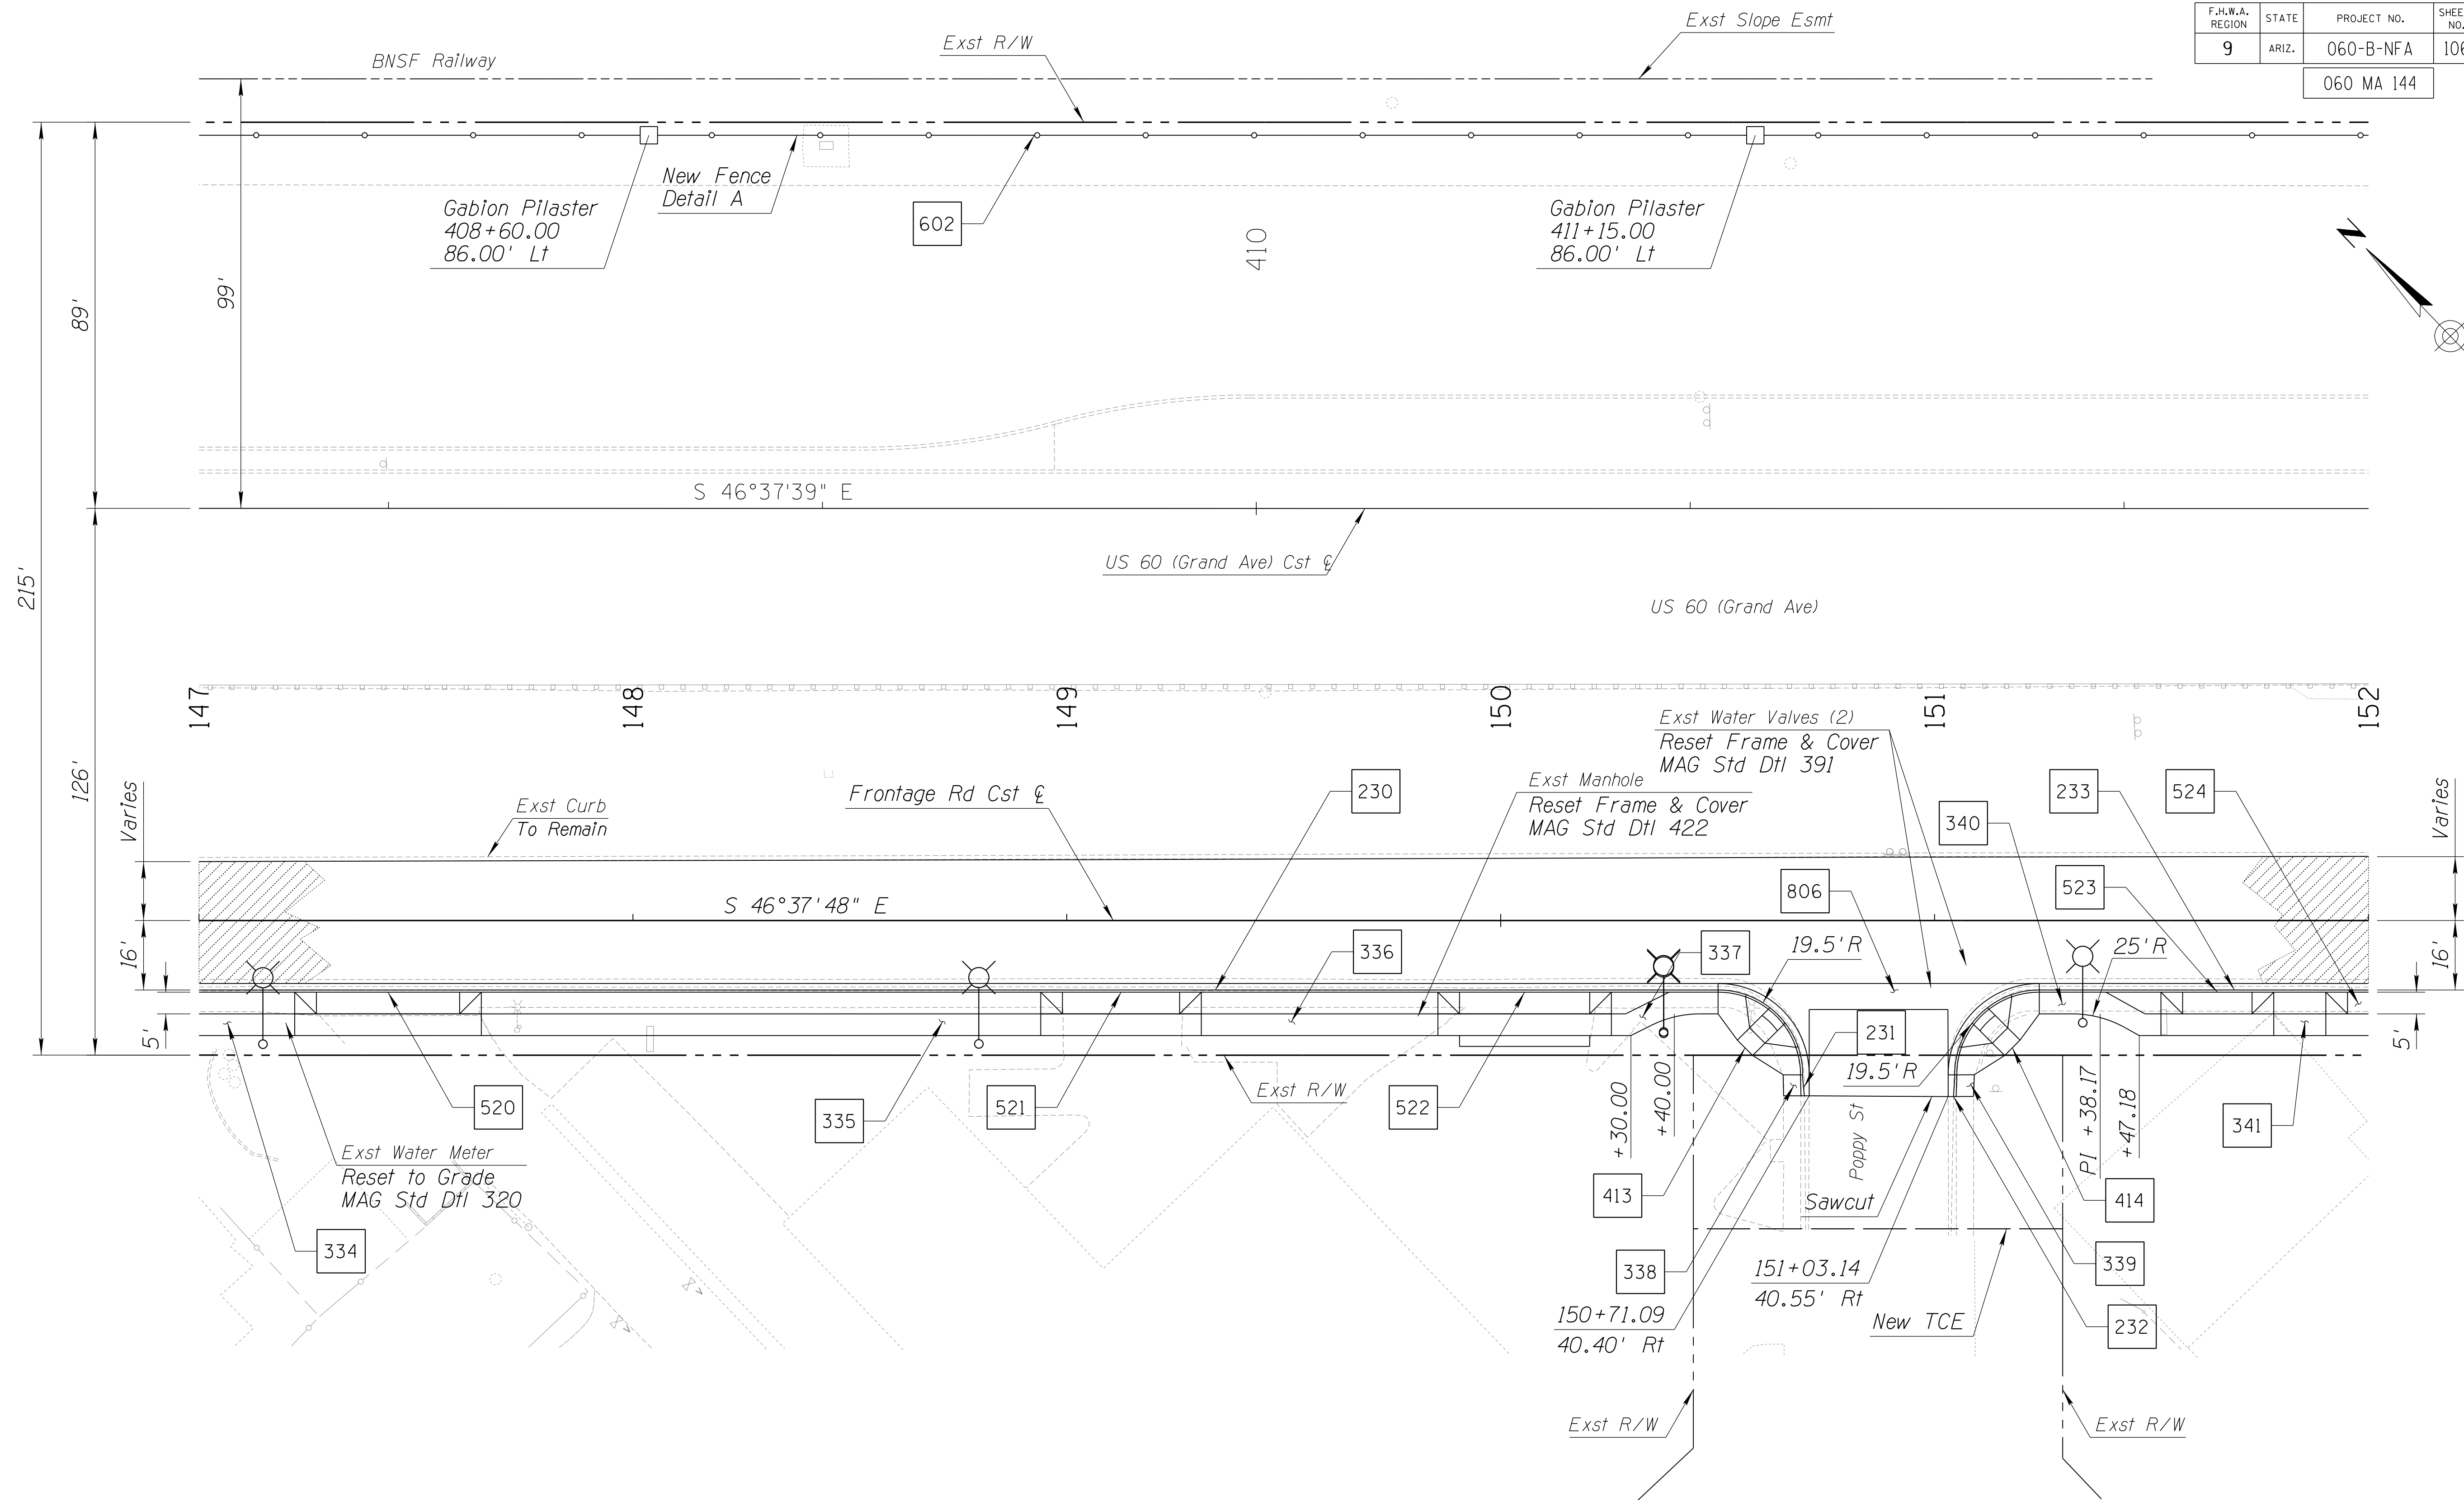 F.H.W.A. REGION
STATE
PROJECT NO.
9
ARIZ.
060-B-NFA
060 MA 144
BNSF Railway
Exst R/W
Exst Slope Esmt
New Fence
Detail A
Gabion Pilaster
408+60.00
86.00' Lt
602
410
Gabion Pilaster
411+15.00
86.00' Lt
N
99'
89'
215'
126'
S 46°37'39" E
US 60 (Grand Ave) Cst ℄
US 60 (Grand Ave)
147
148
149
150
151
152
Exst Water Valves (2)
Reset Frame & Cover
MAG Std Dtl 391
Exst Manhole
Reset Frame & Cover
MAG Std Dtl 422
230
233
524
340
Varies
Varies
Exst Curb
To Remain
Frontage Rd Cst ℄
806
523
S 46°37'48" E
16'
16'
336
337
19.5'R
25'R
5'
5'
231
19.5'R
520
335
521
Exst R/W
522
+30.00
+40.00
Poppy St
PI +38.17
+47.18
341
Exst Water Meter
Reset to Grade
MAG Std Dtl 320
334
413
Sawcut
414
338
339
151+03.14
40.55' Rt
150+71.09
40.40' Rt
New TCE
232
Exst R/W
Exst R/W
V
V